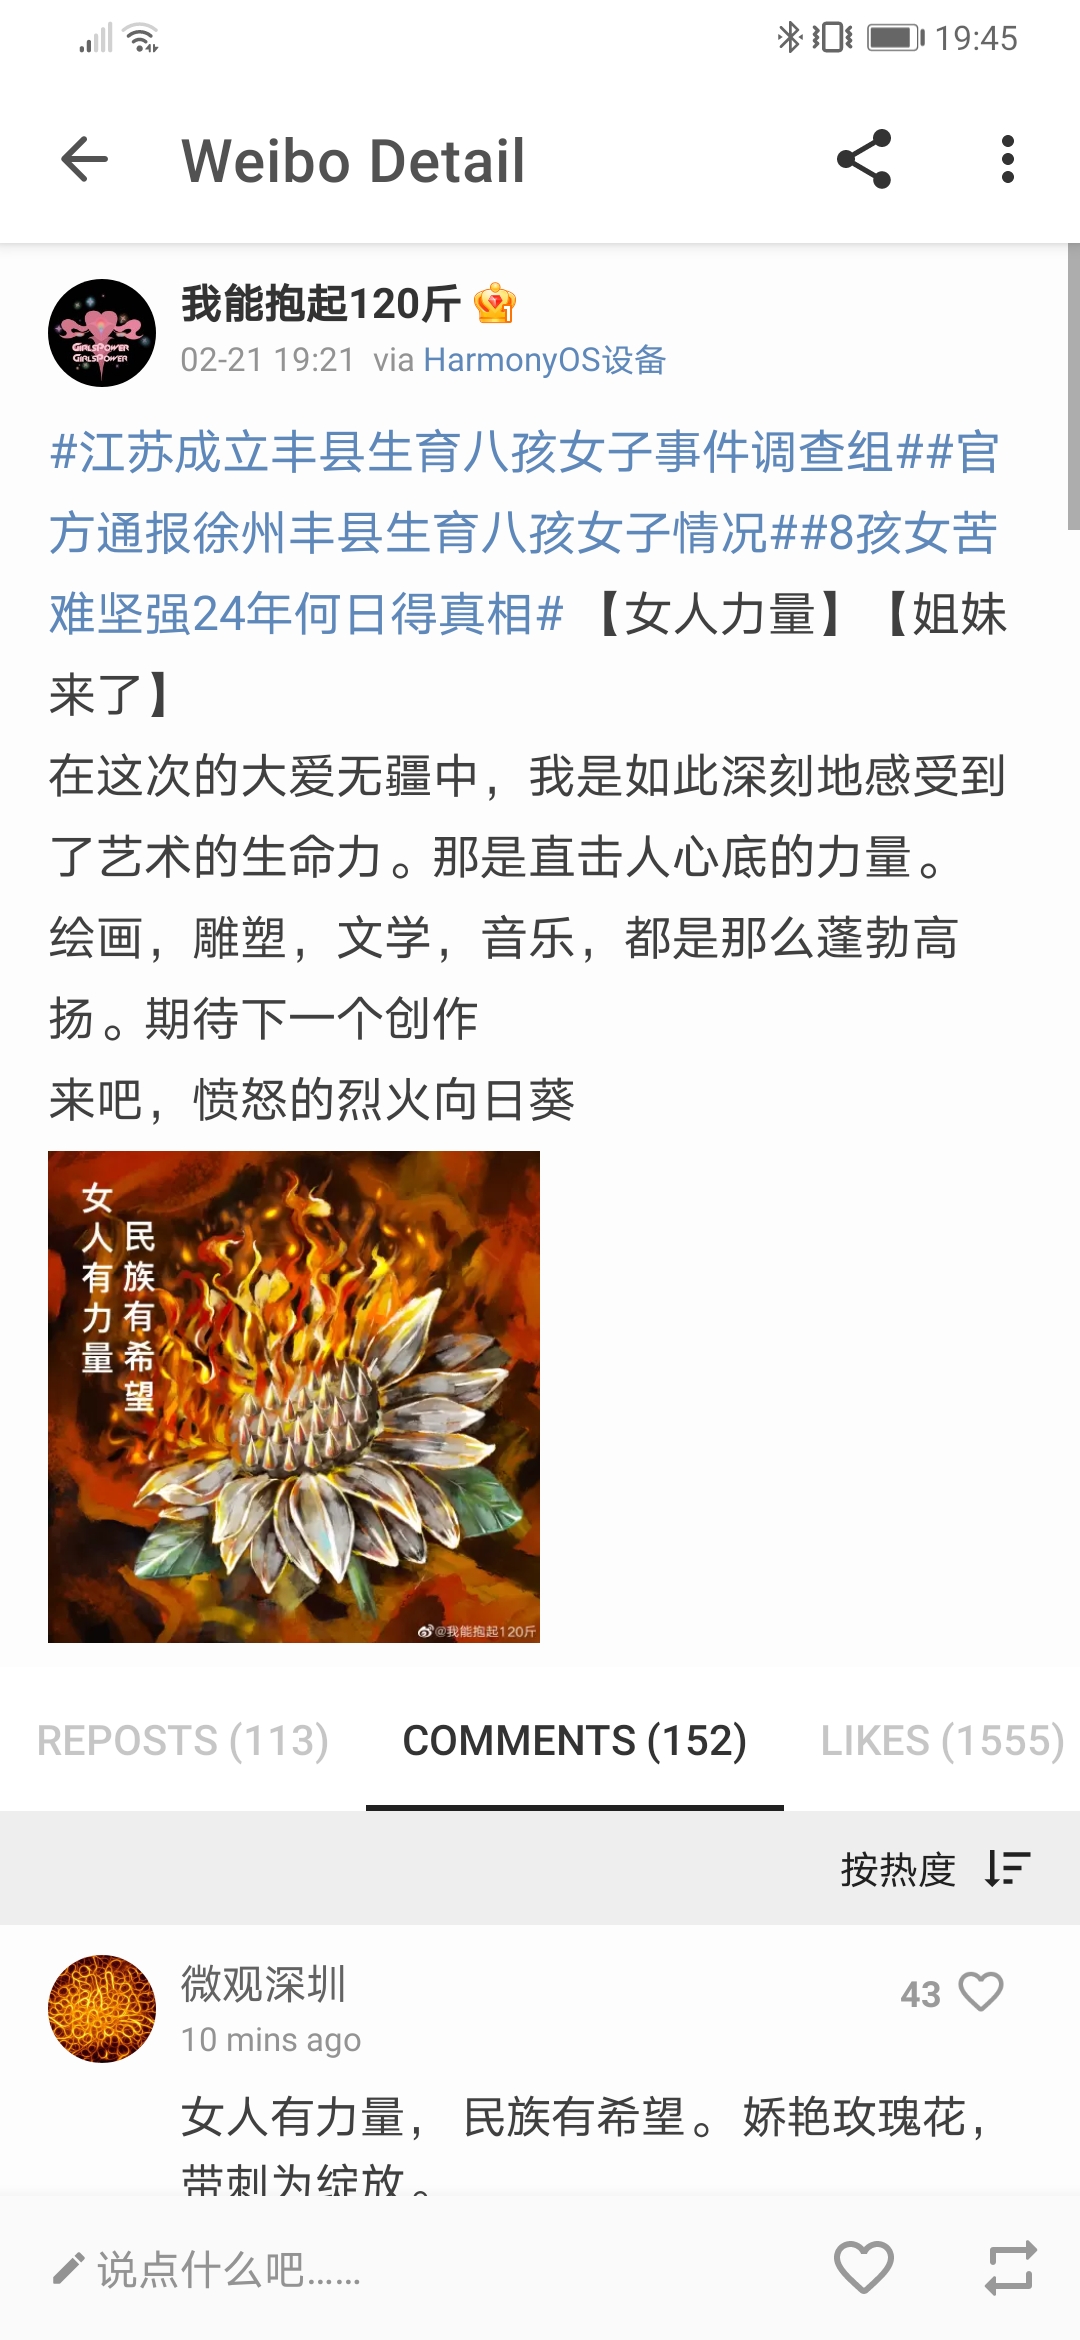 19:45
Weibo Detail
我能抱起120斤
GIRLSPOWER
GIRLSPOWER
02-21 19:21 via HarmonyOS设备
#江苏成立丰县生育八孩女子事件调查组##官
方通报徐州丰县生育八孩女子情况##8孩女苦
难坚强24年何日得真相# 【女人力量】【姐妹
来了】
在这次的大爱无疆中，我是如此深刻地感受到
了艺术的生命力。那是直击人心底的力量。
绘画，雕塑，文学，音乐，都是那么蓬勃高
扬。期待下一个创作
来吧，愤怒的烈火向日葵
女人有力量
民族有希望
@我能抱起120斤
REPOSTS (113)
COMMENTS (152)
LIKES (1555)
按热度
微观深圳
43
10 mins ago
女人有力量， 民族有希望。娇艳玫瑰花，
带刺为绽放。
说点什么吧......